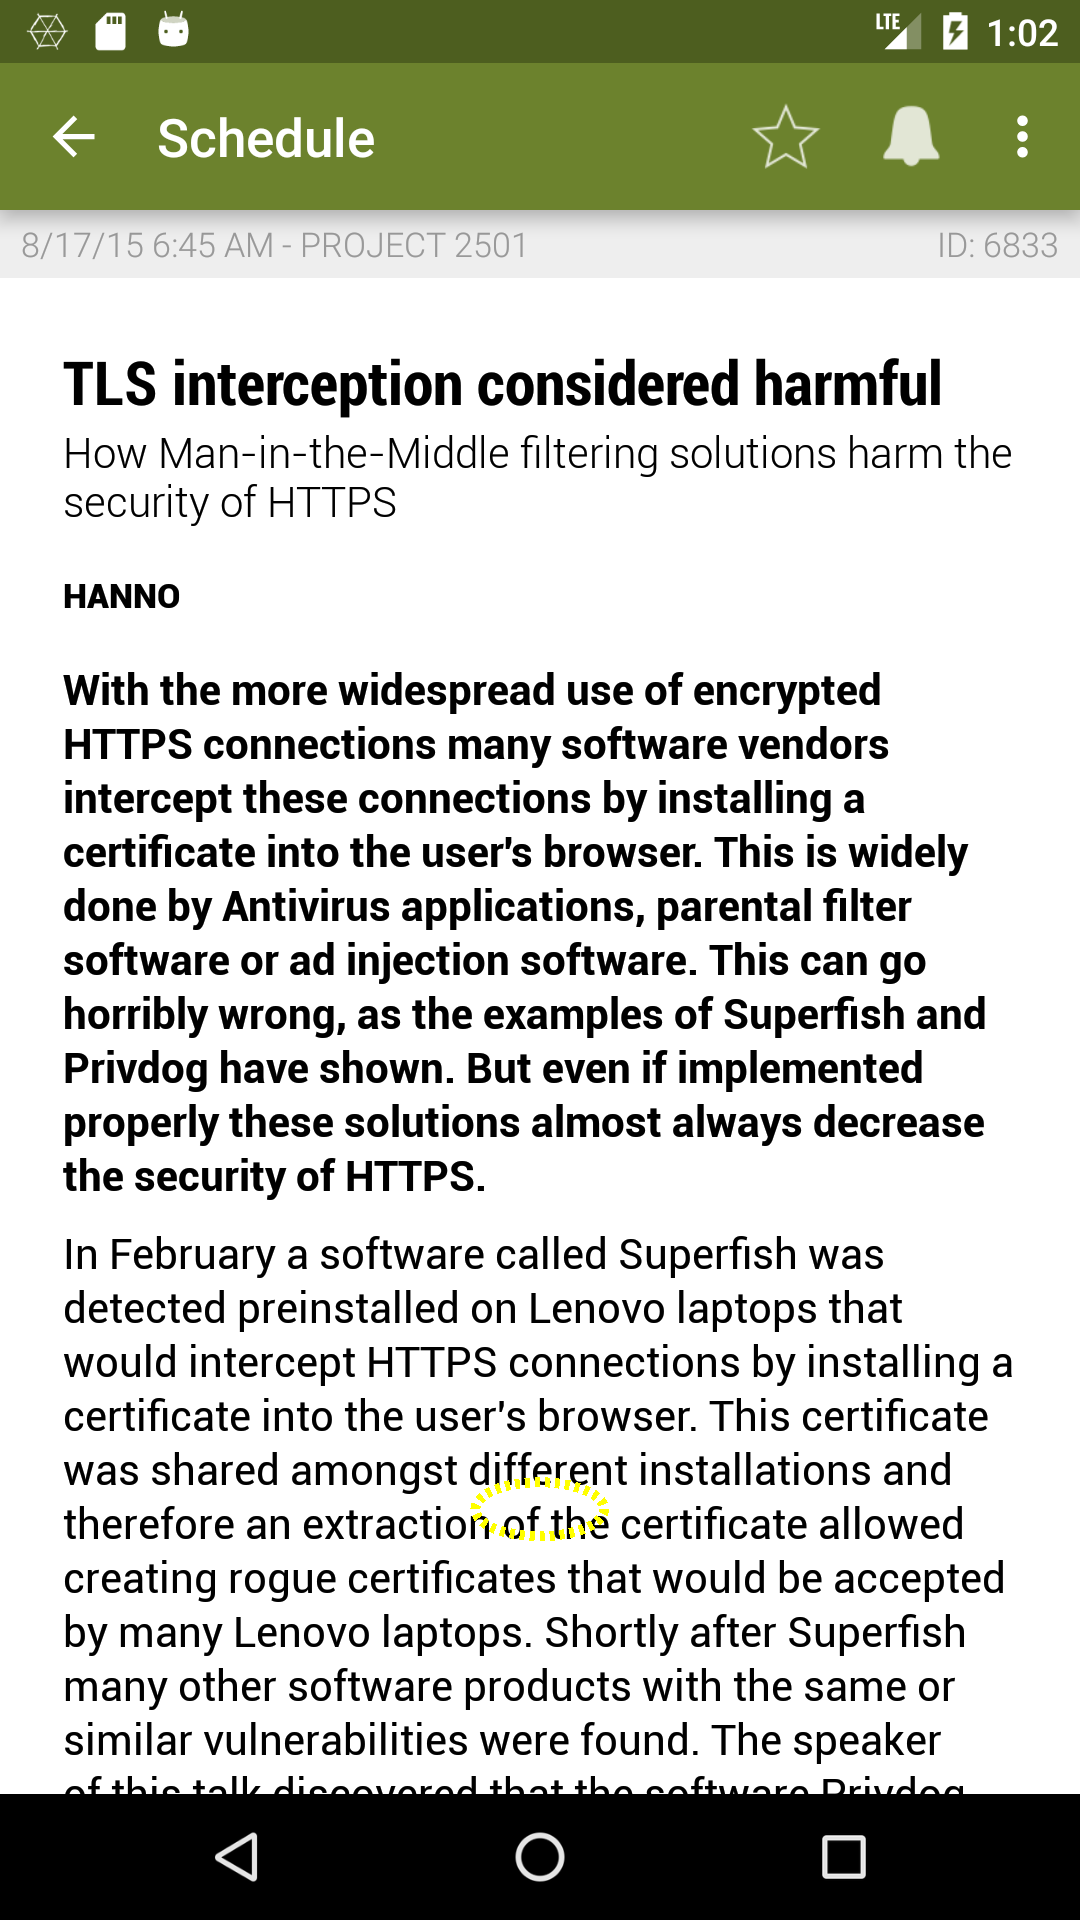 LTE 1:02
Schedule
8/17/15 6:45 AM - PROJECT 2501 ID: 6833
TLS interception considered harmful
How Man-in-the-Middle filtering solutions harm the
security of HTTPS
HANNO
With the more widespread use of encrypted
HTTPS connections many software vendors
intercept these connections by installing a
certificate into the user's browser. This is widely
done by Antivirus applications, parental filter
software or ad injection software. This can go
horribly wrong, as the examples of Superfish and
Privdog have shown. But even if implemented
properly these solutions almost always decrease
the security of HTTPS.
In February a software called Superfish was
detected preinstalled on Lenovo laptops that
would intercept HTTPS connections by installing a
certificate into the user's browser. This certificate
was shared amongst different installations and
therefore an extraction of the certificate allowed
creating rogue certificates that would be accepted
by many Lenovo laptops. Shortly after Superfish
many other software products with the same or
similar vulnerabilities were found. The speaker
of this talk discovered that the software Privdog